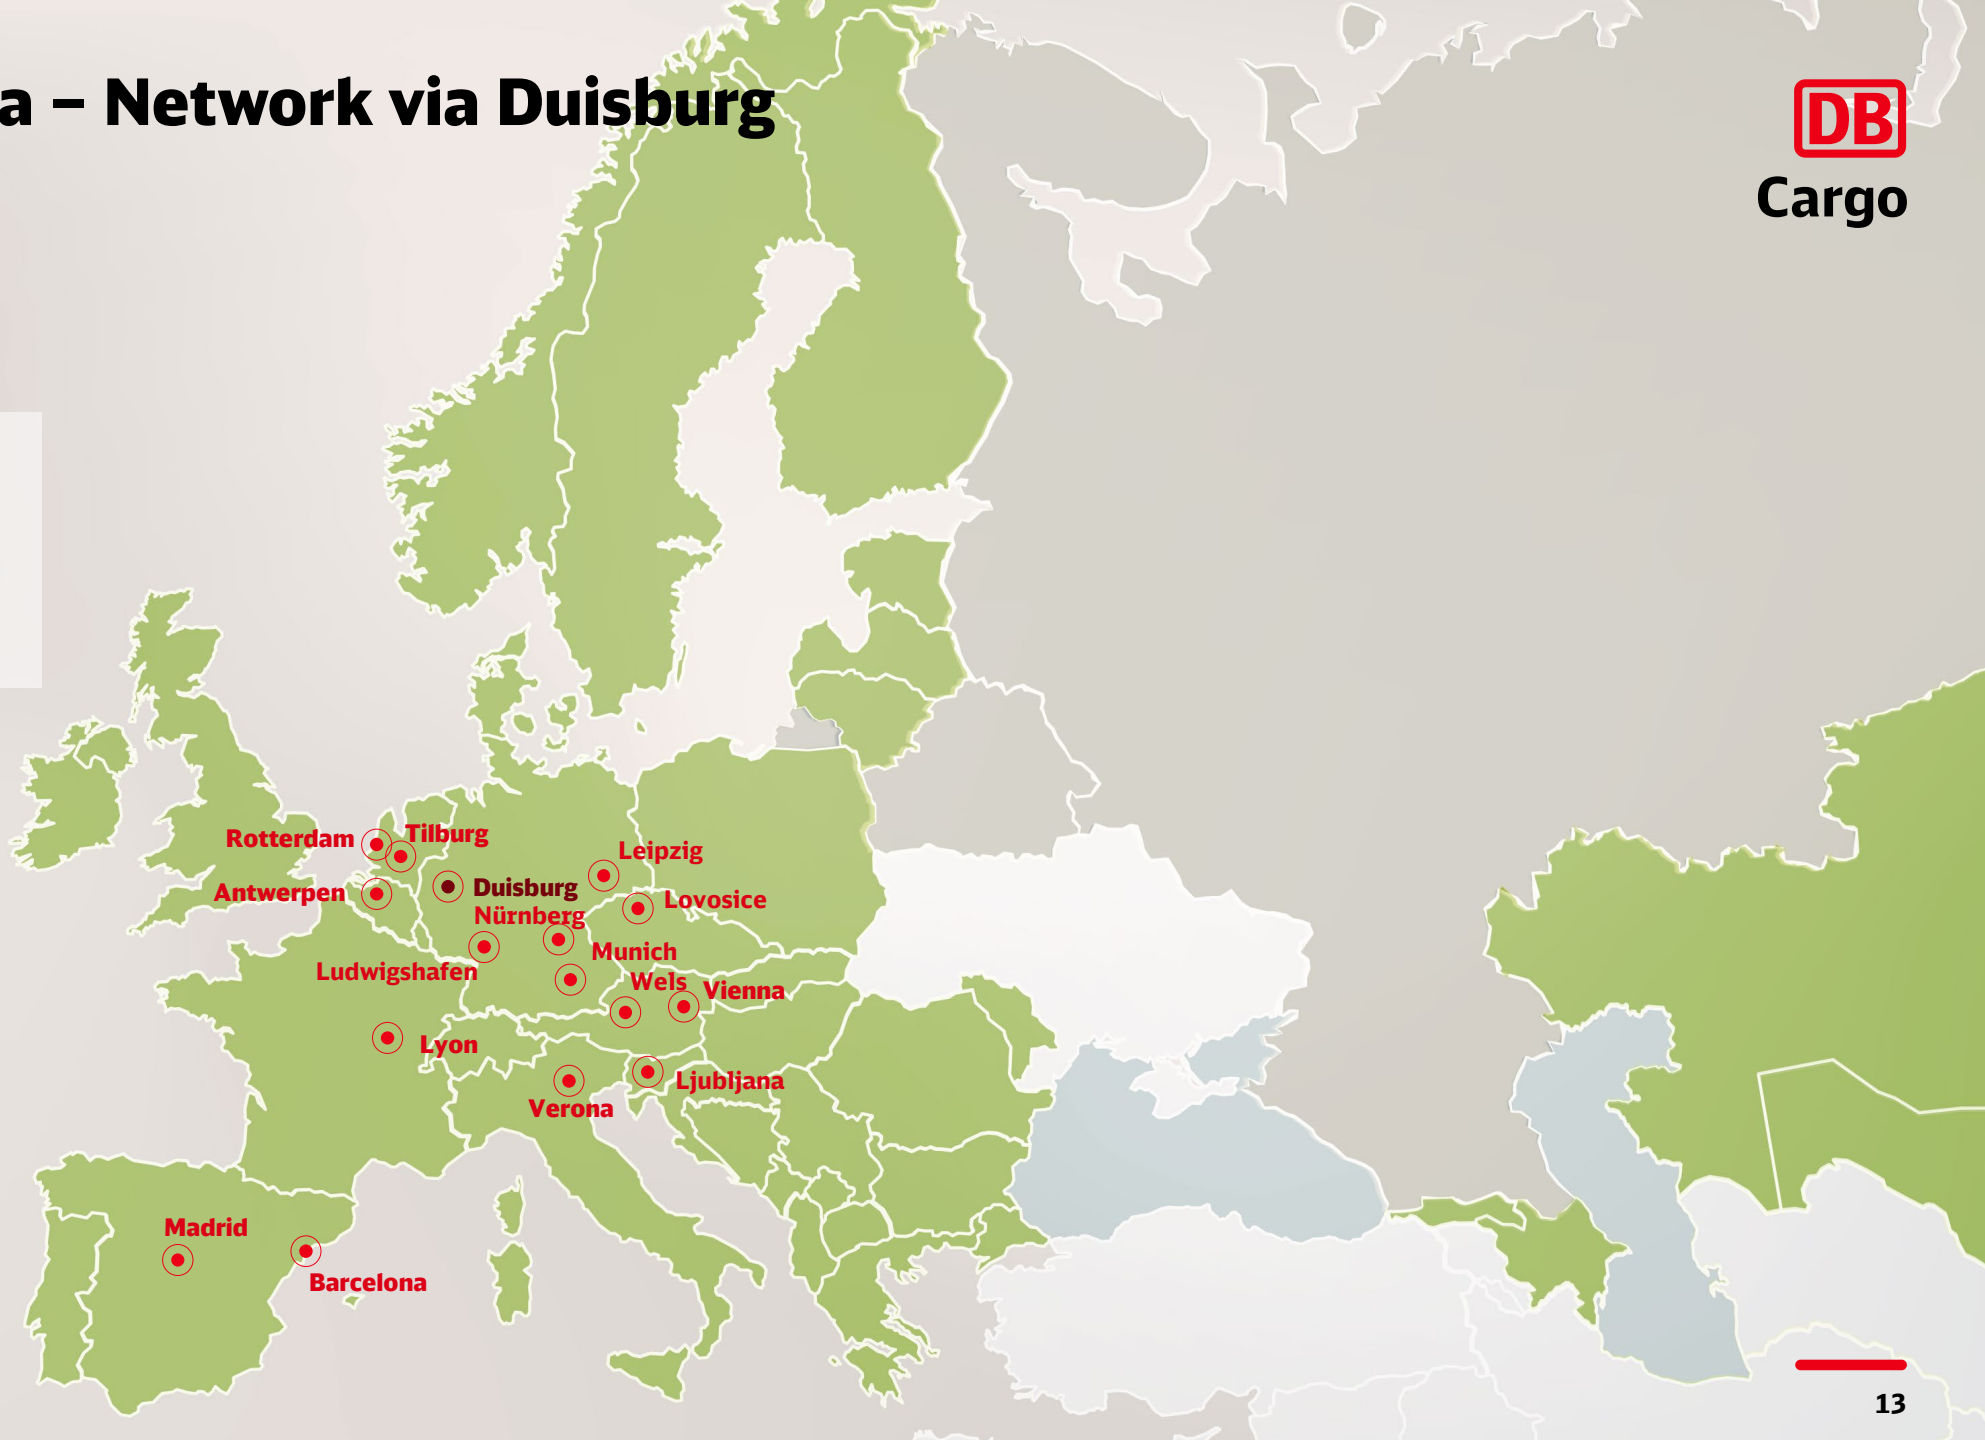 a – Network via Duisburg
DB
Cargo
Rotterdam
Tilburg
Leipzig
Antwerpen
Duisburg
Lovosice
Nürnberg
Munich
Ludwigshafen
Wels
Vienna
Lyon
Ljubljana
Verona
Madrid
Barcelona
13